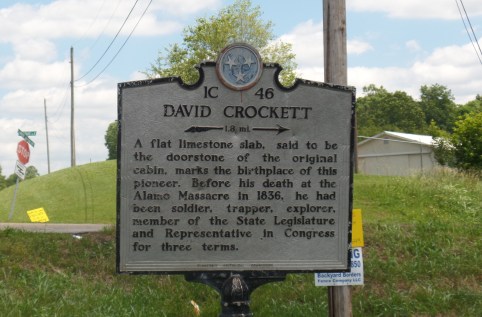 1C 46
DAVID CROCKETT
1.8 mi.
A flat limestone slab, said to be
the doorstone of the original
cabin, marks the birthplace of this
pioneer. Before his death at the
Alamo Massacre in 1836, he had
been soldier, trapper, explorer,
member of the State Legislature
and Representative in Congress
for three terms.
Backyard Borders